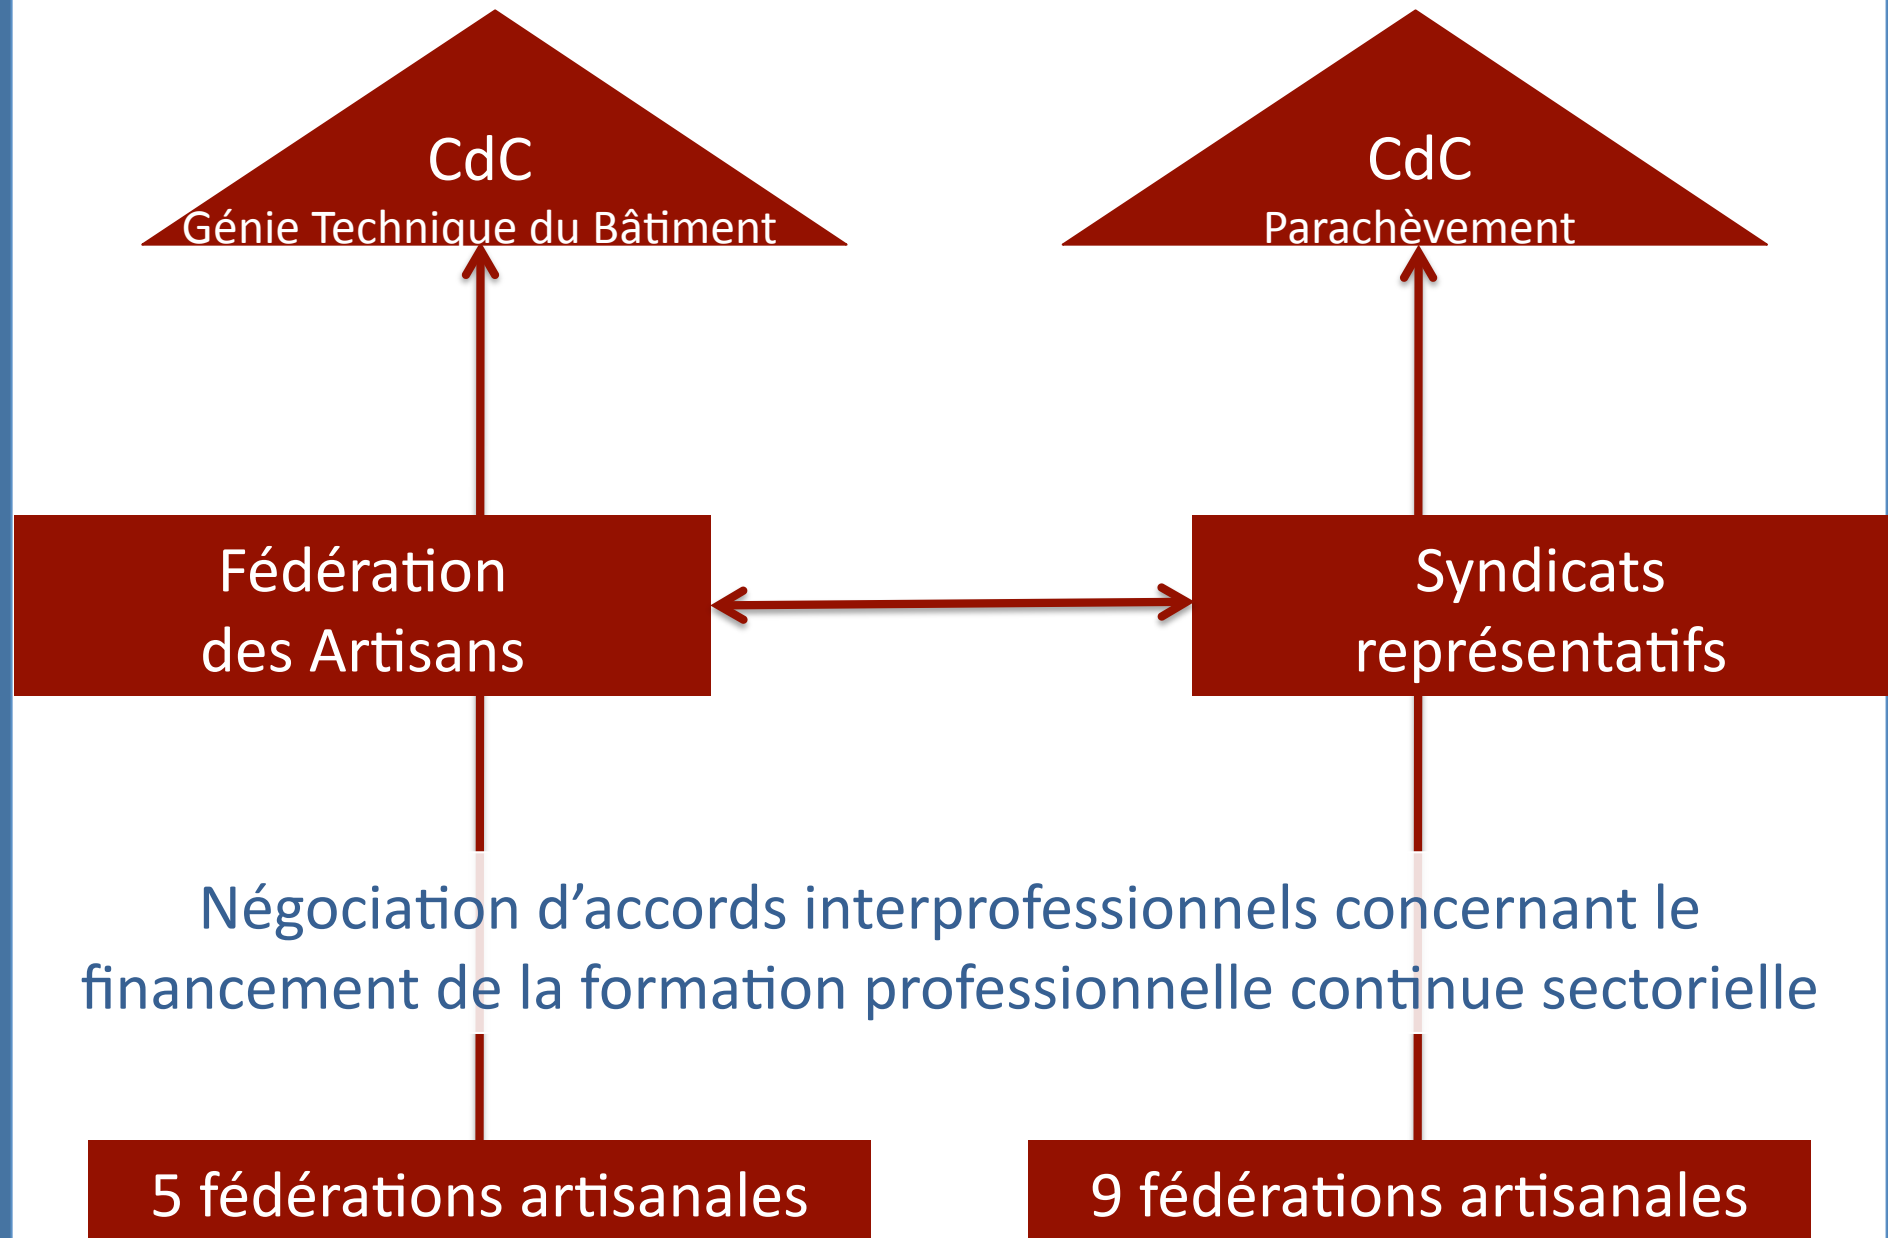 CdC
Génie Technique du Bâtiment
CdC
Parachèvement
Fédération
des Artisans
Syndicats
représentatifs
Négociation d’accords interprofessionnels concernant le
financement de la formation professionnelle continue sectorielle
5 fédérations artisanales
9 fédérations artisanales